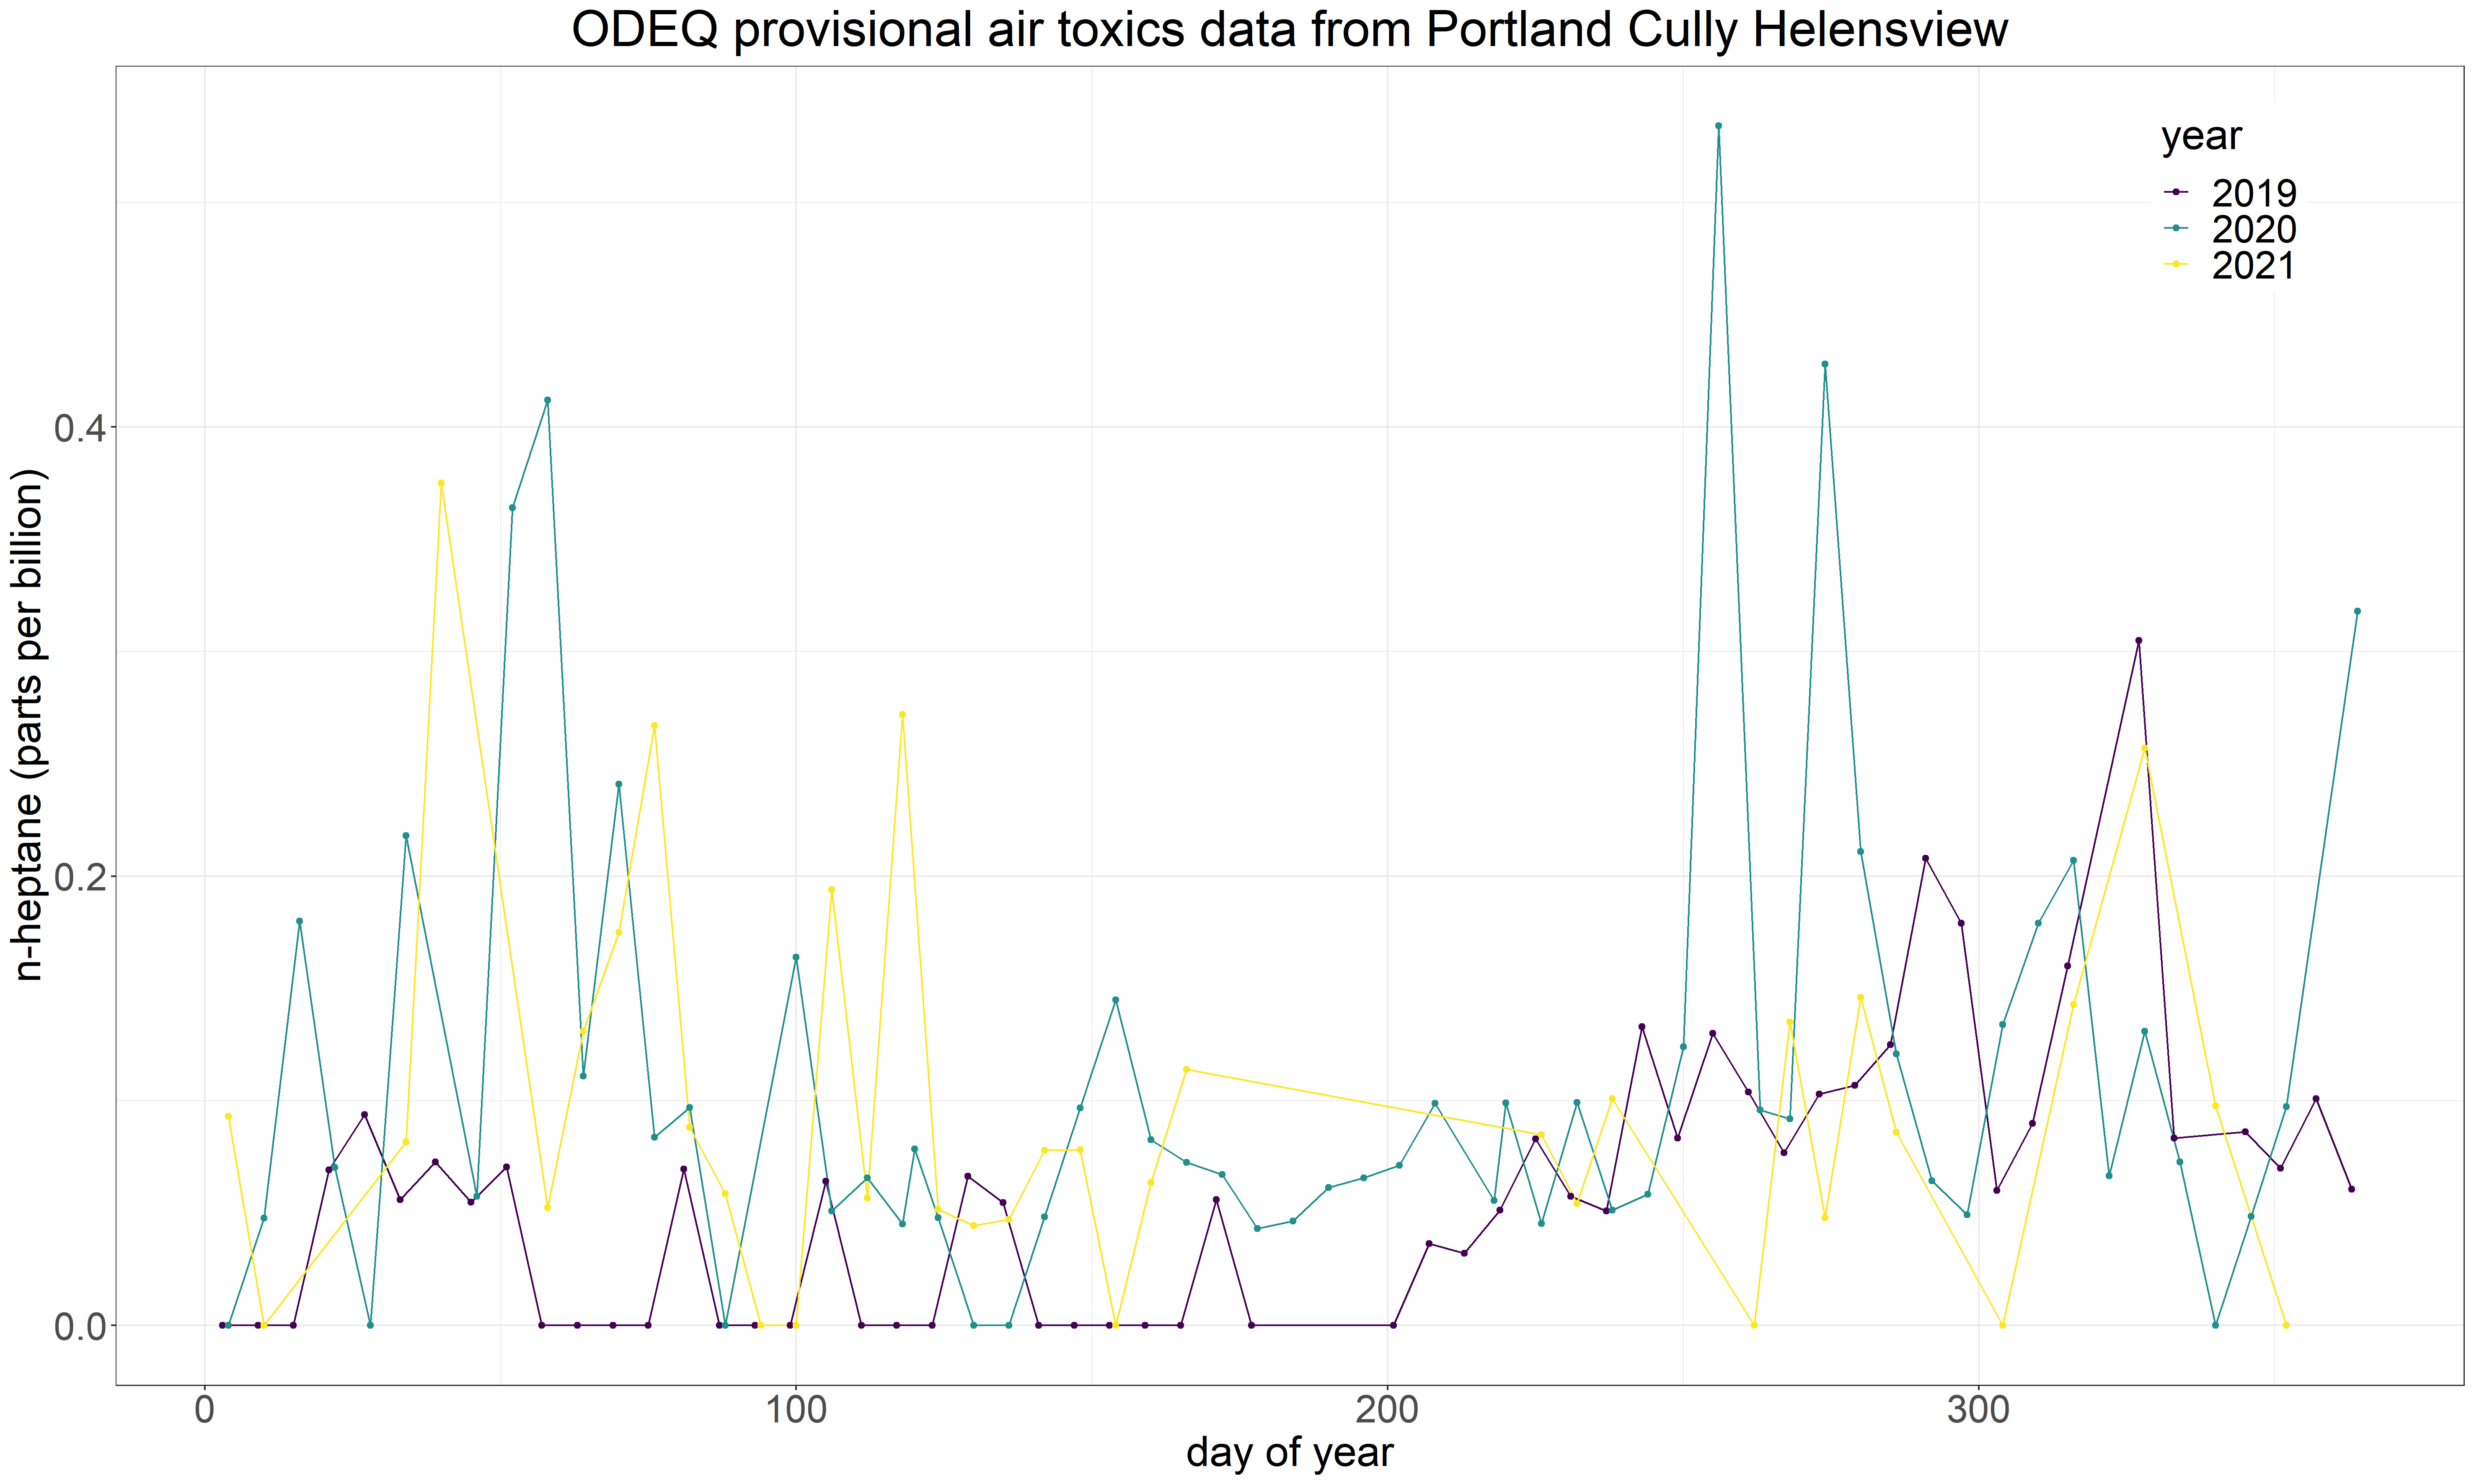 ODEQ provisional air toxics data from Portland Cully Helensview
year
2019
2020
2021
0.4
0.2
0.0
n-heptane (parts per billion)
0 100 200 300
day of year